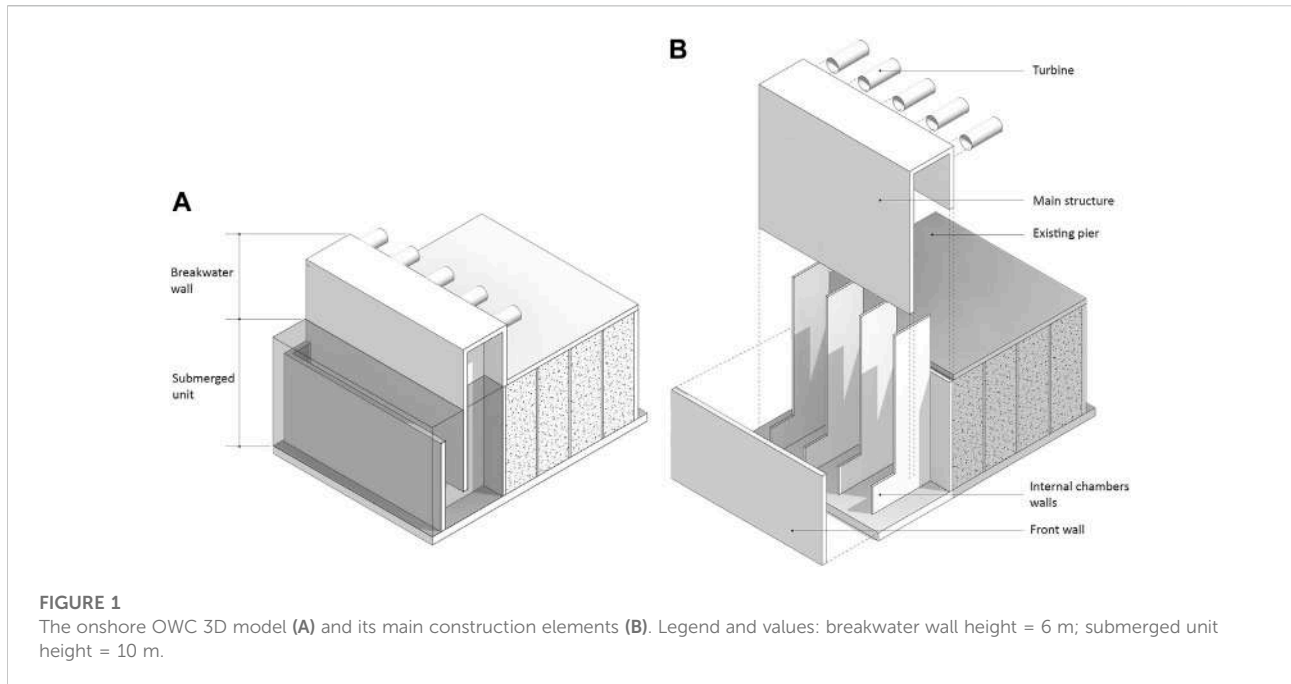 A
Breakwater
wall
Submerged
unit
B
Turbine
Main structure
Existing pier
Internal chambers
walls
Front wall
FIGURE 1
The onshore OWC 3D model (A) and its main construction elements (B). Legend and values: breakwater wall height = 6 m; submerged unit
height = 10 m.